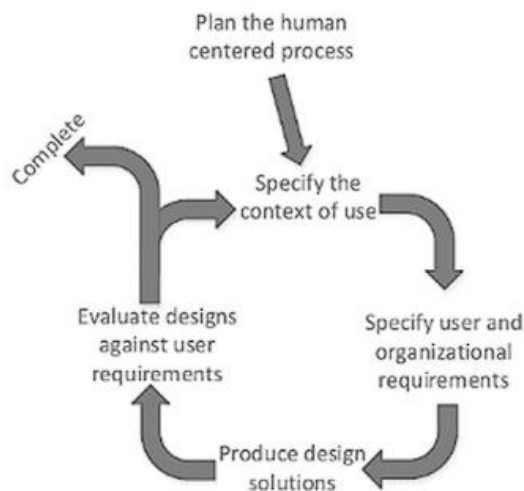 Plan the human
centered process
Complete
Specify the
context of use
Evaluate designs
against user
requirements
Specify user and
organizational
requirements
Produce design
solutions